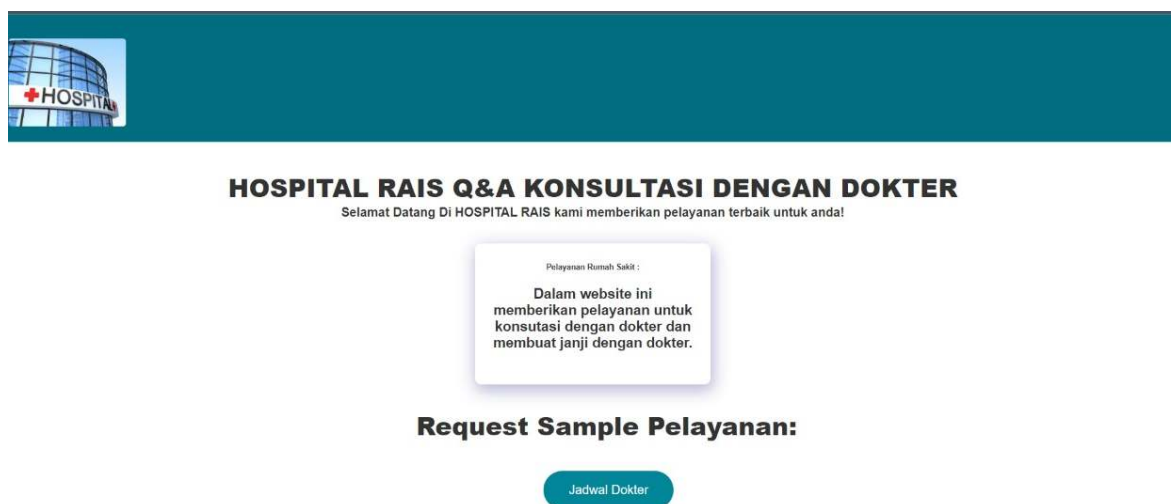 HOSPITAL
HOSPITAL RAIS Q&A KONSULTASI DENGAN DOKTER
Selamat Datang Di HOSPITAL RAIS kami memberikan pelayanan terbaik untuk anda!
Pelayanan Rumah Sakit :
Dalam website ini
memberikan pelayanan untuk
konsutasi dengan dokter dan
membuat janji dengan dokter.
Request Sample Pelayanan:
Jadwal Dokter